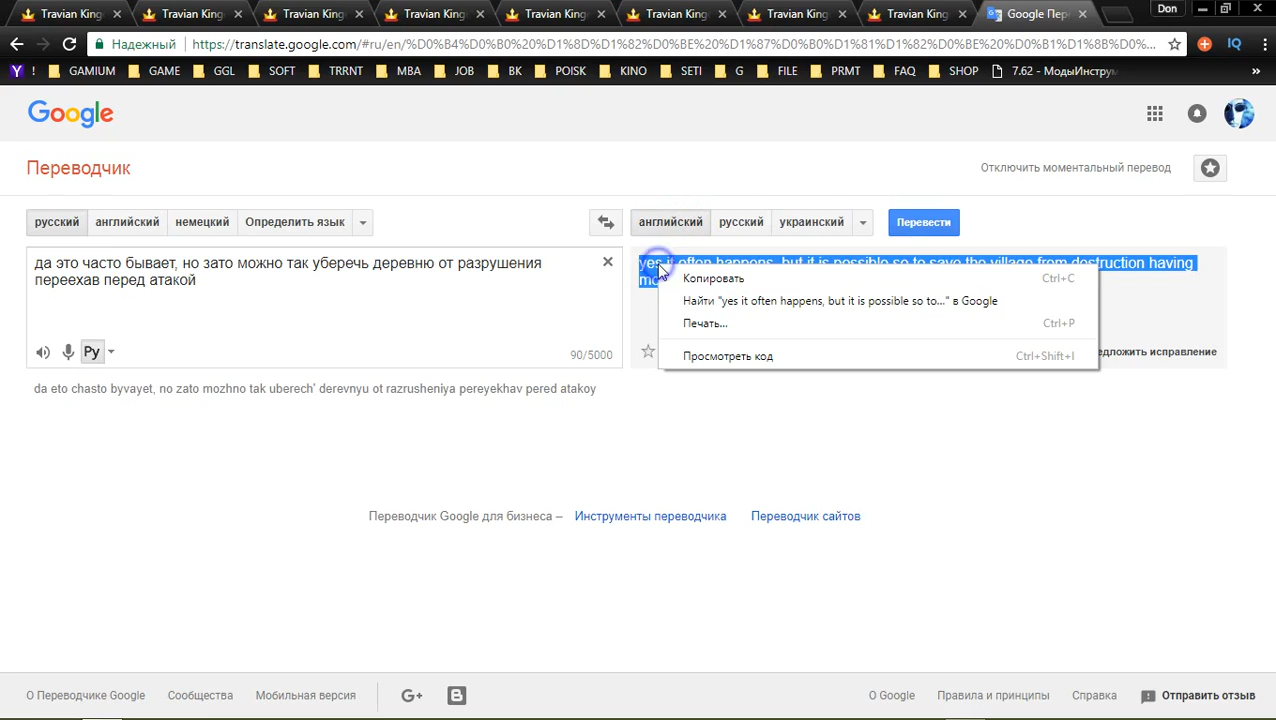 Travian King
Travian King
Travian King
Travian King
Travian King
Travian King
Travian King
Travian King
Google Пер
Don
Надежный
https://translate.google.com/#ru/en/%D0%B4%D0%B0%20%D1%8D%D1%82%D0%BE%20%D1%87%D0%B0%D1%81%D1%82%D0%BE%20%D0%B1%D1%8B%D0%...
IQ
Y !
GAMIUM
GAME
GGL
SOFT
TRRNT
MBA
JOB
BK
POISK
KINO
SETI
G
FILE
PRMT
FAQ
SHOP
7.62 - МодыИнструм
»
Google
Переводчик
Отключить моментальный перевод
русский
английский
немецкий
Определить язык
английский
русский
украинский
Перевести
да это часто бывает, но зато можно так уберечь деревню от разрушения
переехав перед атакой
Ру
90/5000
yes it often happens, but it is possible so to save the village from destruction having
Копировать Ctrl+C
Найти "yes it often happens, but it is possible so to..." в Google
Печать... Ctrl+P
Просмотреть код Ctrl+Shift+I
исправление
da eto chasto byvayet, no zato mozhno tak uberech' derevnyu ot razrusheniya pereyekhav pered atakoy
Переводчик Google для бизнеса –
Инструменты переводчика
Переводчик сайтов
О Переводчике Google
Сообщества
Мобильная версия
G+
B
О Google
Правила и принципы
Справка
Отправить отзыв